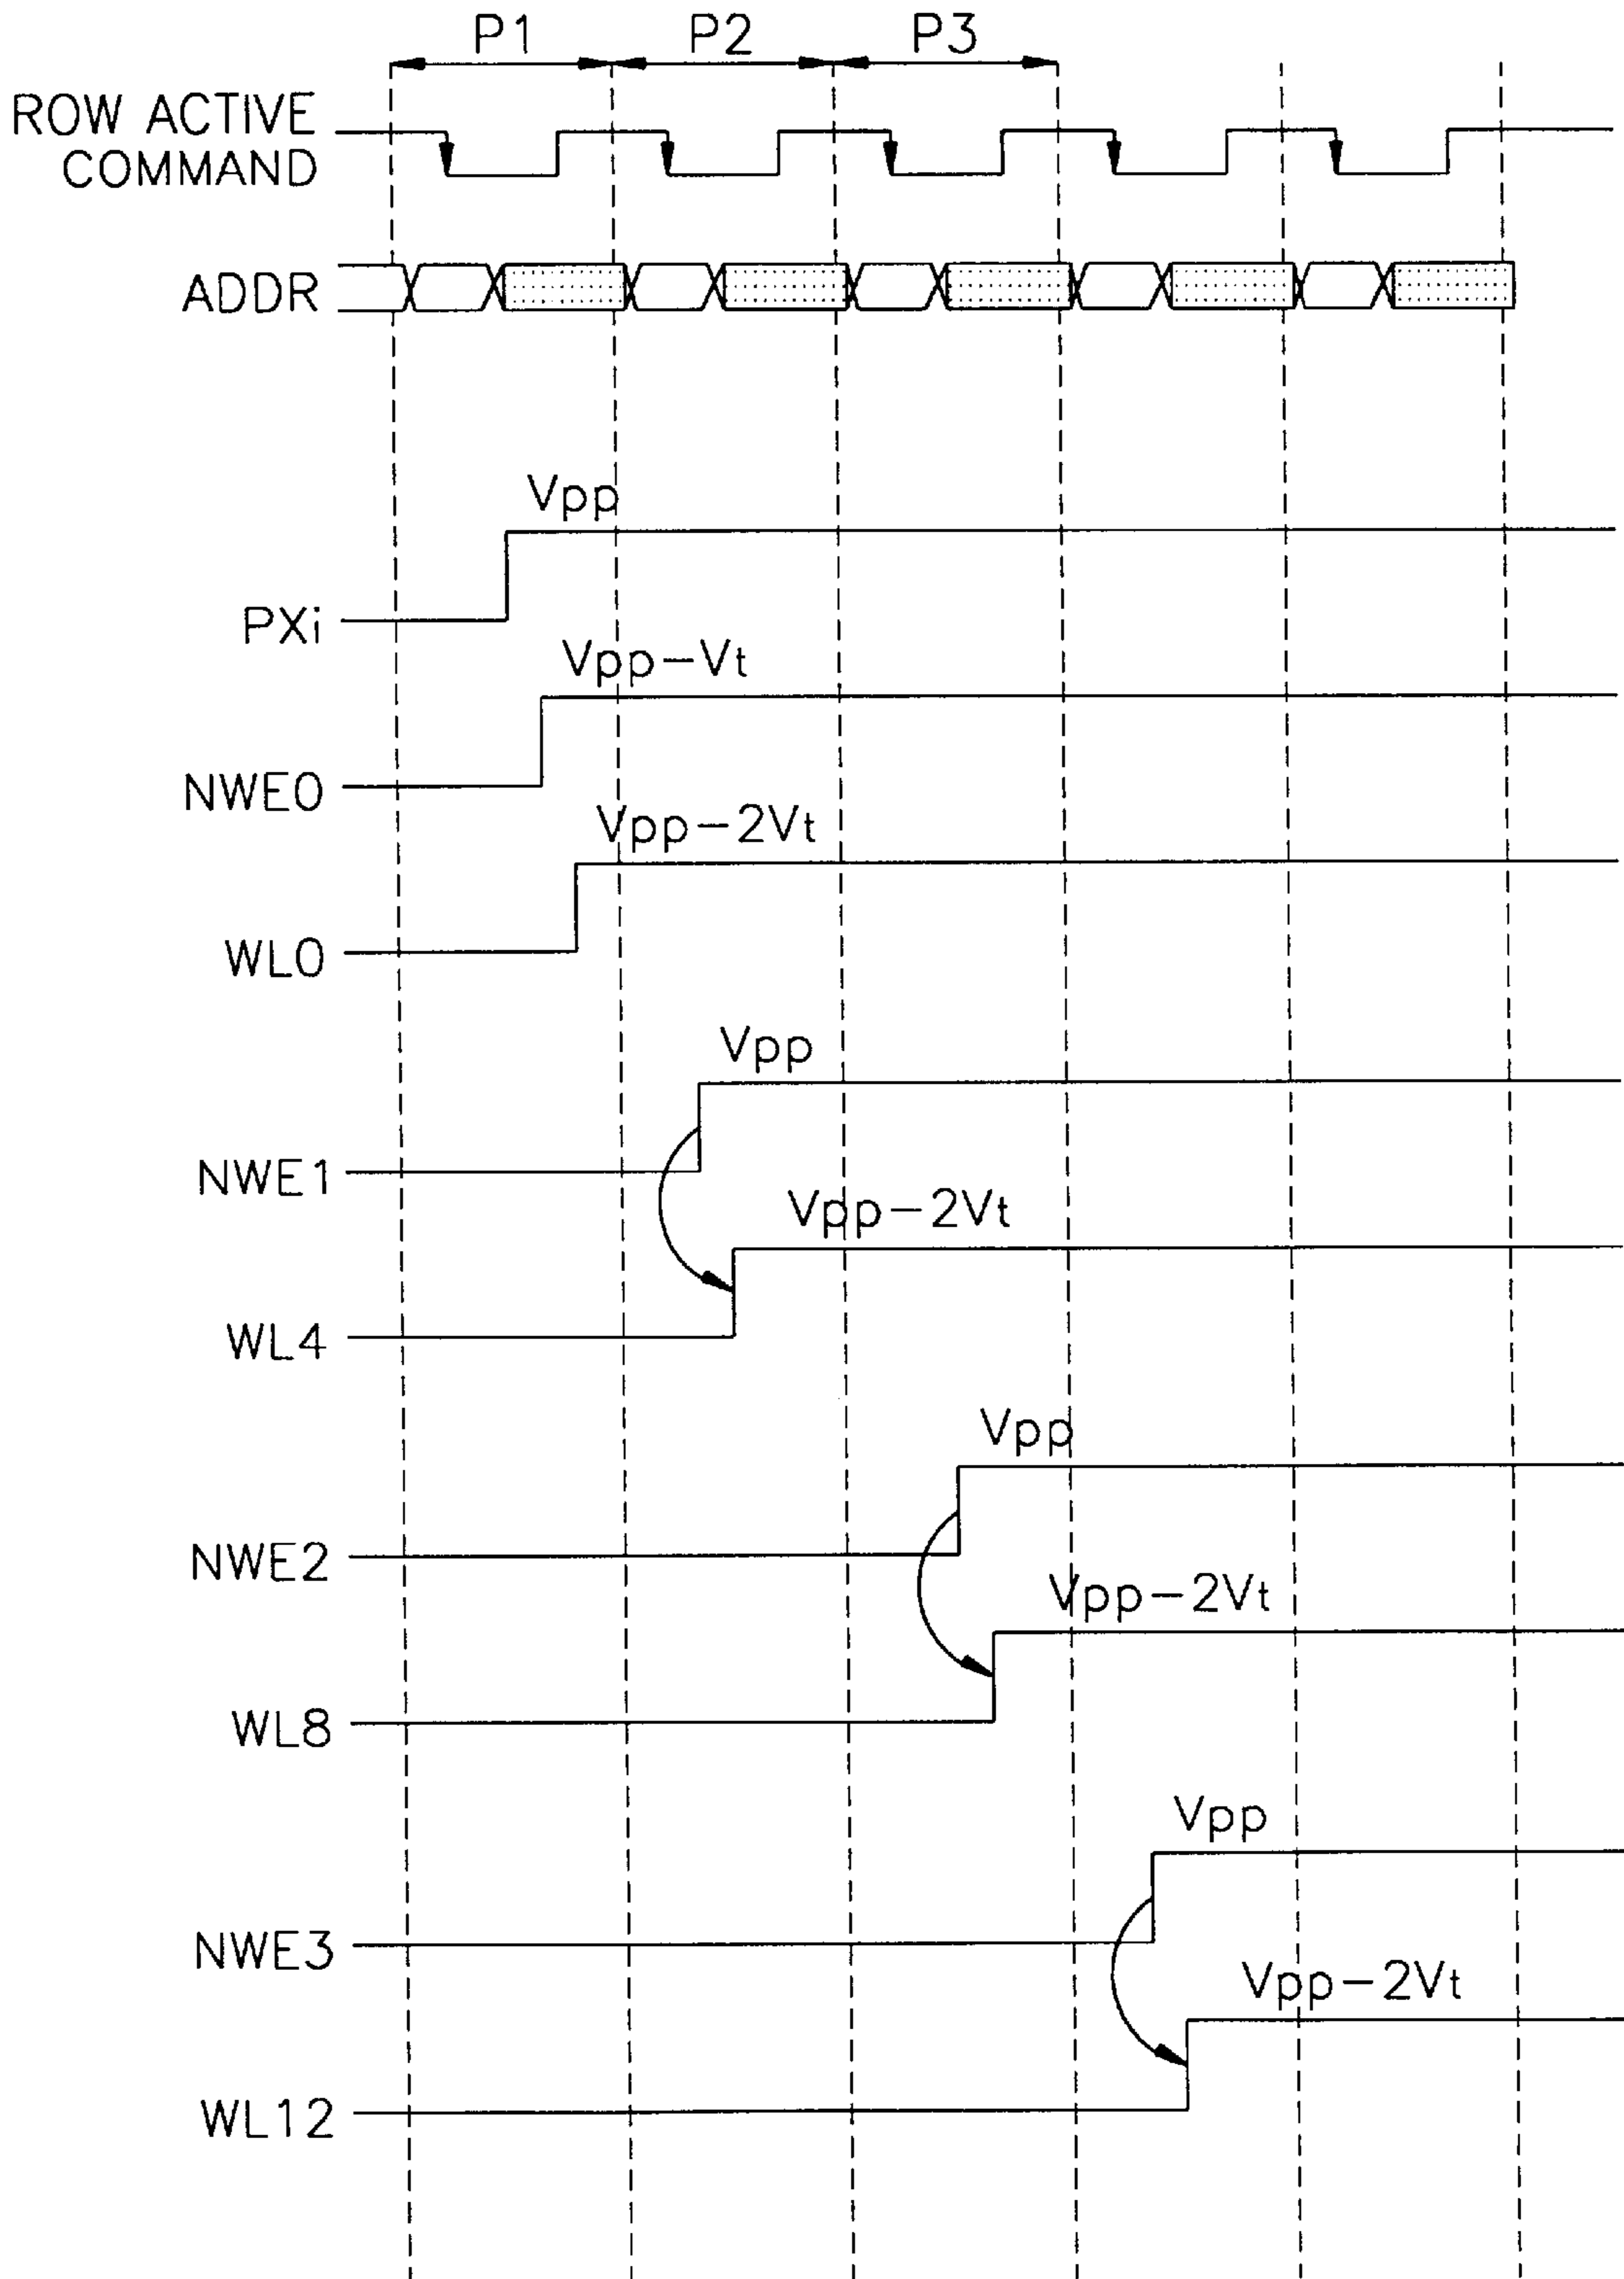 P1 P2 P3
ROW ACTIVE
COMMAND
ADDR
Vpp
PXi
Vpp-Vt
NWE0
Vpp-2Vt
WL0
Vpp
NWE1
Vpp-2Vt
WL4
Vpp
NWE2
Vpp-2Vt
WL8
Vpp
NWE3
Vpp-2Vt
WL12